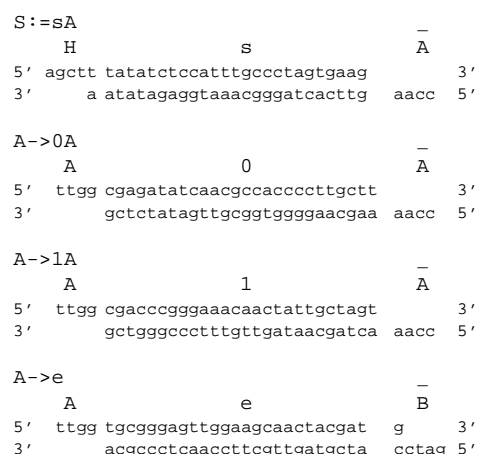 S:=sA _
H s A
5' agctt tatatctccatttgccctagtgaag 3'
3' a atatagaggtaaacgggatcacttg aacc 5'
A->0A _
A 0 A
5' ttgg cgagatatcaacgccaccccttgctt 3'
3' gctctatagttgcggtggggaacgaa aacc 5'
A->1A _
A 1 A
5' ttgg cgacccgggaaacaactattgctagt 3'
3' gctgggccctttgttgataacgatca aacc 5'
A->e _
A e B
5' ttgg tgcgggagttggaagcaactacgat g 3'
3' acgccctcaaccttcgttgatgcta cctag 5'